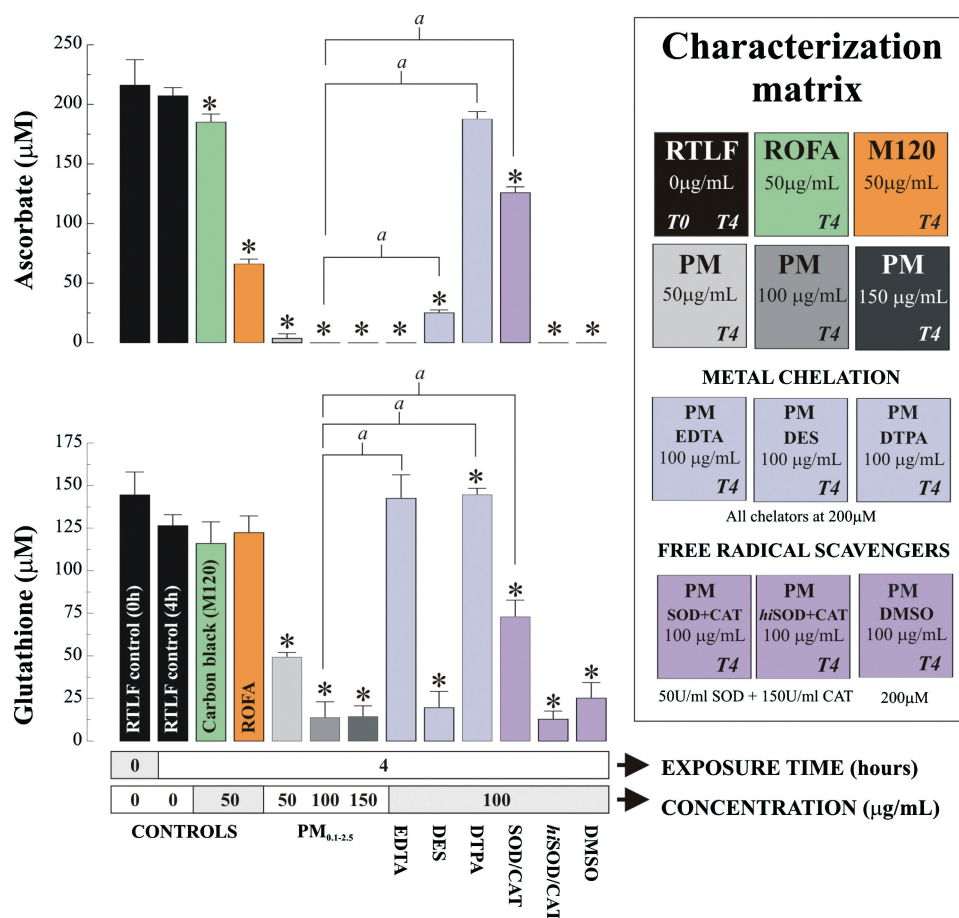 250
200
150
100
50
0
Ascorbate (µM)
*
*
*
*
*
*
*
*
*
*
a
a
a
175
150
125
100
75
50
25
0
Glutathione (µM)
RTLF control (0h)
RTLF control (4h)
Carbon black (M120)
ROFA
*
*
*
*
*
*
*
*
a
a
a
0
4
EXPOSURE TIME (hours)
0
0
50
50
100
150
100
CONCENTRATION (µg/mL)
CONTROLS
PM0.1-2.5
EDTA
DES
DTPA
SOD/CAT
hiSOD/CAT
DMSO
Characterization
matrix
RTLF
0µg/mL
T0 T4
ROFA
50µg/mL
T4
M120
50µg/mL
T4
PM
50µg/mL
T4
PM
100 µg/mL
T4
PM
150 µg/mL
T4
METAL CHELATION
PM
EDTA
100 µg/mL
T4
PM
DES
100 µg/mL
T4
PM
DTPA
100 µg/mL
T4
All chelators at 200µM
FREE RADICAL SCAVENGERS
PM
SOD+CAT
100 µg/mL
T4
PM
hiSOD+CAT
100 µg/mL
T4
PM
DMSO
100 µg/mL
T4
50U/ml SOD + 150U/ml CAT
200µM